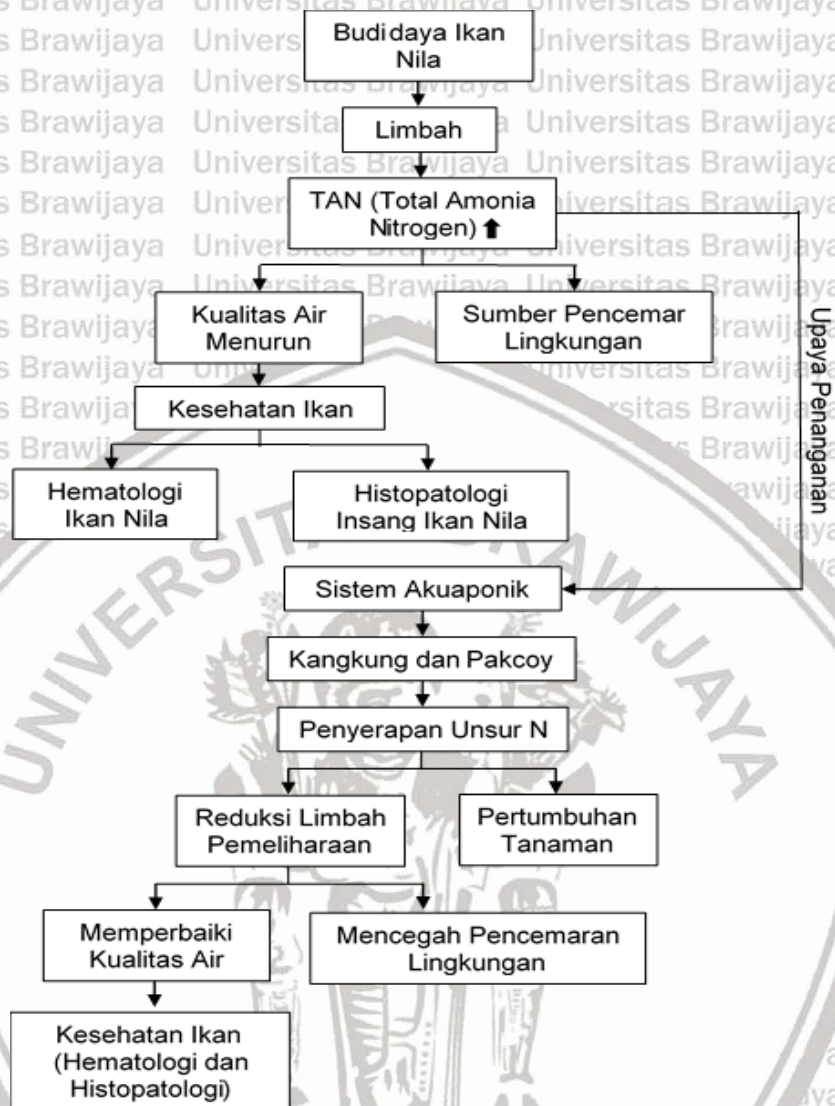 Budidaya Ikan
Nila
Limbah
TAN (Total Amonia
Nitrogen) ⬆
Kualitas Air
Menurun
Sumber Pencemar
Lingkungan
Upaya Penanganan
Kesehatan Ikan
Hematologi
Ikan Nila
Histopatologi
Insang Ikan Nila
Sistem Akuaponik
Kangkung dan Pakcoy
Penyerapan Unsur N
Reduksi Limbah
Pemeliharaan
Pertumbuhan
Tanaman
Memperbaiki
Kualitas Air
Mencegah Pencemaran
Lingkungan
Kesehatan Ikan
(Hematologi dan
Histopatologi)
UNIVERSITAS BRAWIJAYA